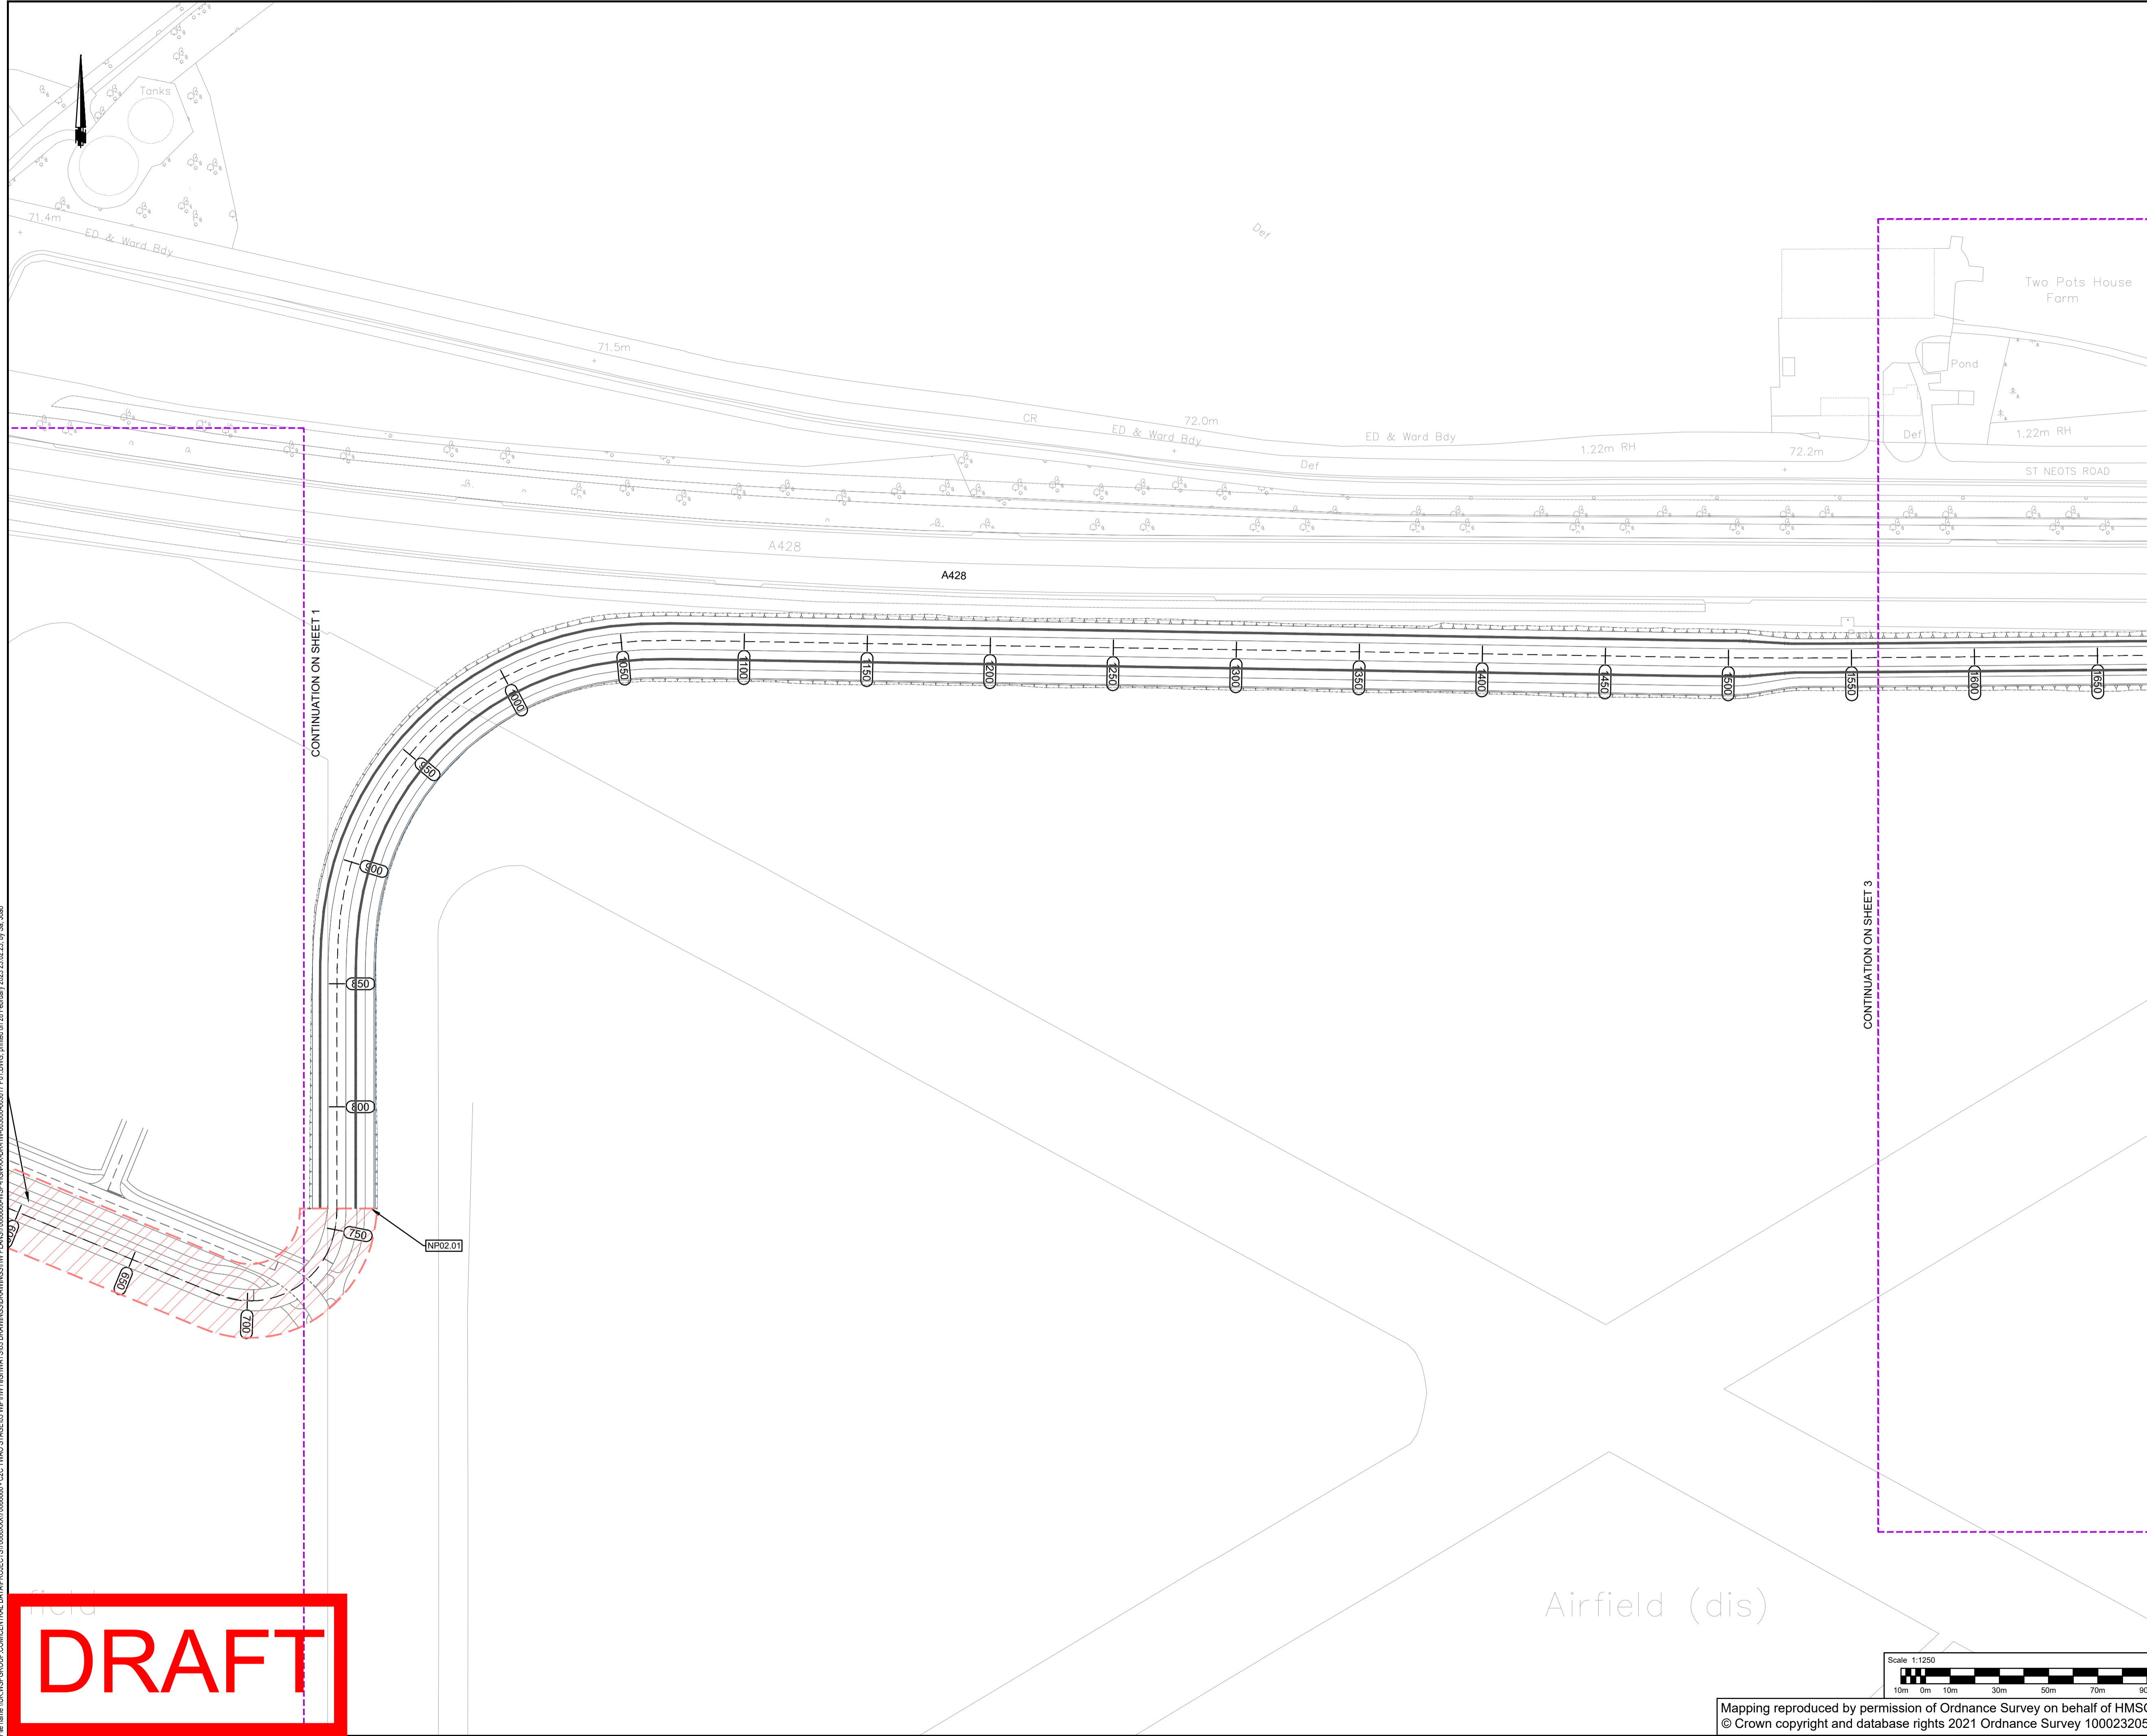 Tanks
71.4m
ED & Ward Bdy
Def
Two Pots House
Farm
71.5m
Pond
CR
72.0m
ED & Ward Bdy
ED & Ward Bdy
Def
1.22m RH
72.2m
Def
1.22m RH
ST NEOTS ROAD
A428
A428
CONTINUATION ON SHEET 1
1050
1100
1150
1200
1250
1300
1350
1400
1450
1500
1550
1600
1650
1000
950
900
850
800
750
700
650
600
NP02.01
CONTINUATION ON SHEET 3
Airfield (dis)
field
DRAFT
Scale 1:1250
10m 0m 10m 30m 50m 70m
Mapping reproduced by permission of Ordnance Survey on behalf of HMSO
© Crown copyright and database rights 2021 Ordnance Survey 100023205